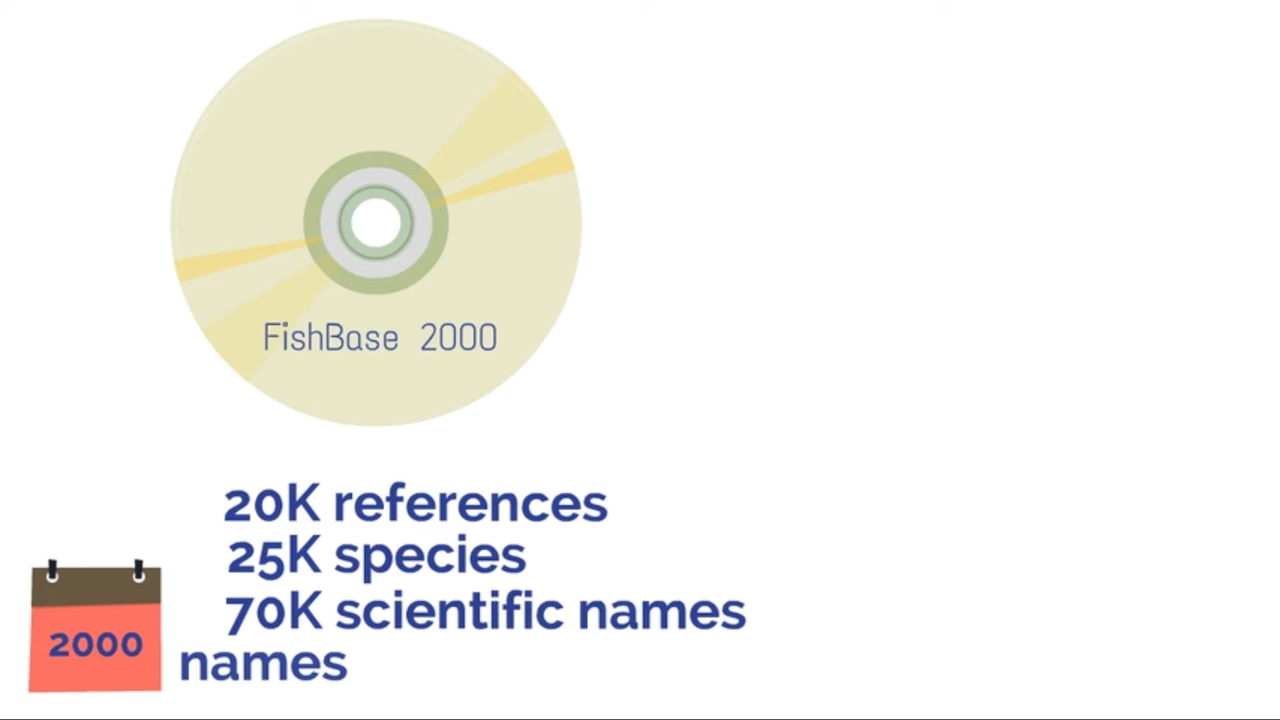 FishBase 2000
20K references
25K species
70K scientific names
2000
names